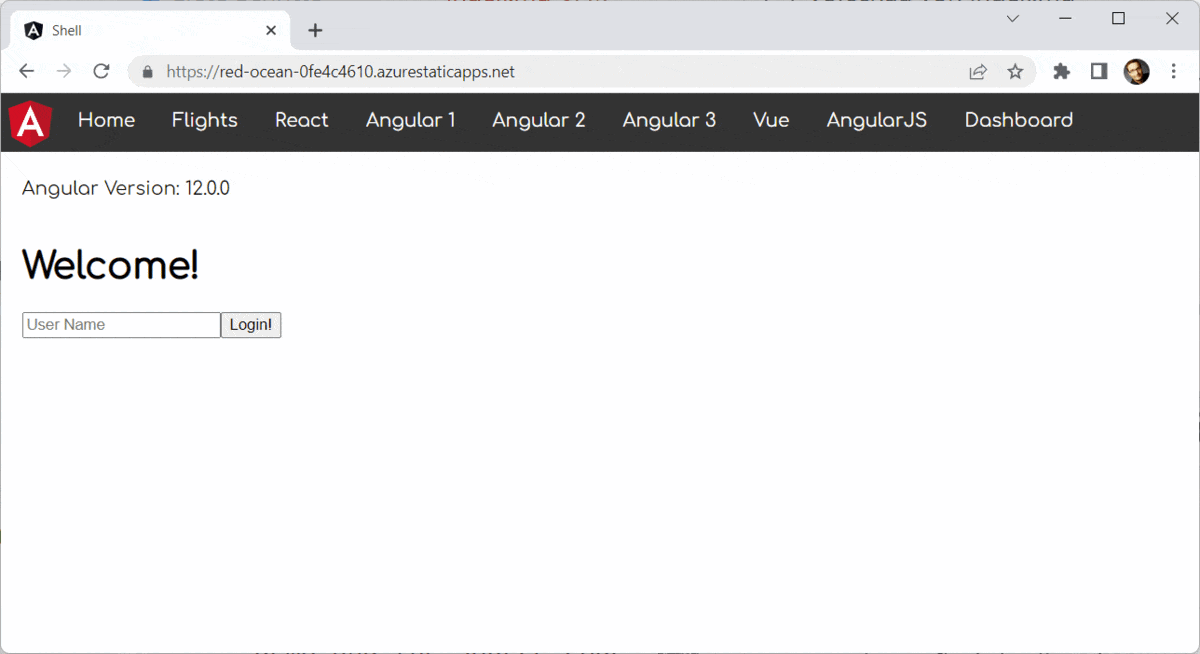 Shell
https://red-ocean-0fe4c4610.azurestaticapps.net
Home Flights React Angular 1 Angular 2 Angular 3 Vue AngularJS Dashboard
Angular Version: 12.0.0
Welcome!
User Name Login!